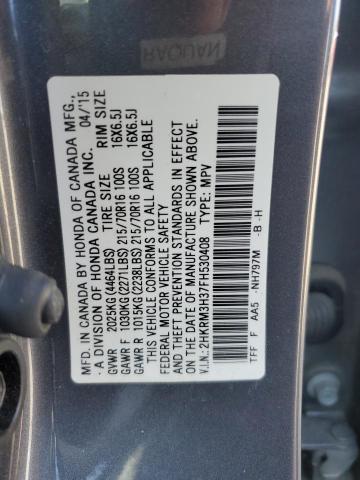 MFD. IN CANADA BY HONDA OF CANADA MFG.,
A DIVISION OF HONDA CANADA INC. 04/'15
TIRE SIZE RIM SIZE
GVWR 2025KG(4464LBS)
GAWR F 1030KG(2271LBS) 215/70R16 100S 16X6.5J
GAWR R 1015KG(2238LBS) 215/70R16 100S 16X6.5J
THIS VEHICLE CONFORMS TO ALL APPLICABLE
FEDERAL MOTOR VEHICLE SAFETY
AND THEFT PREVENTION STANDARDS IN EFFECT
ON THE DATE OF MANUFACTURE SHOWN ABOVE.
V.I.N.: 2HKRM3H37FH530408 TYPE: MPV
TFF F AA5 -NH797M -B -H